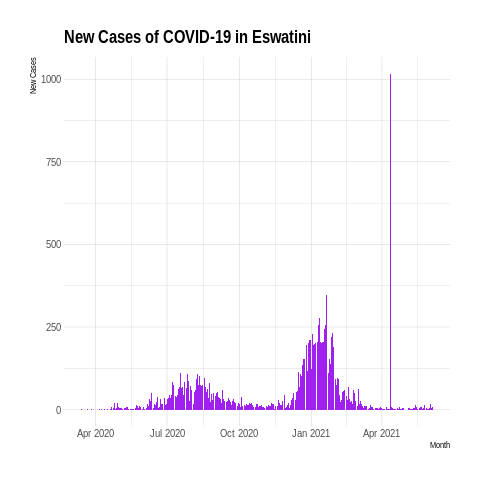 New Cases of COVID-19 in Eswatini
New Cases
1000
750
500
250
0
Apr 2020
Jul 2020
Oct 2020
Jan 2021
Apr 2021
Month